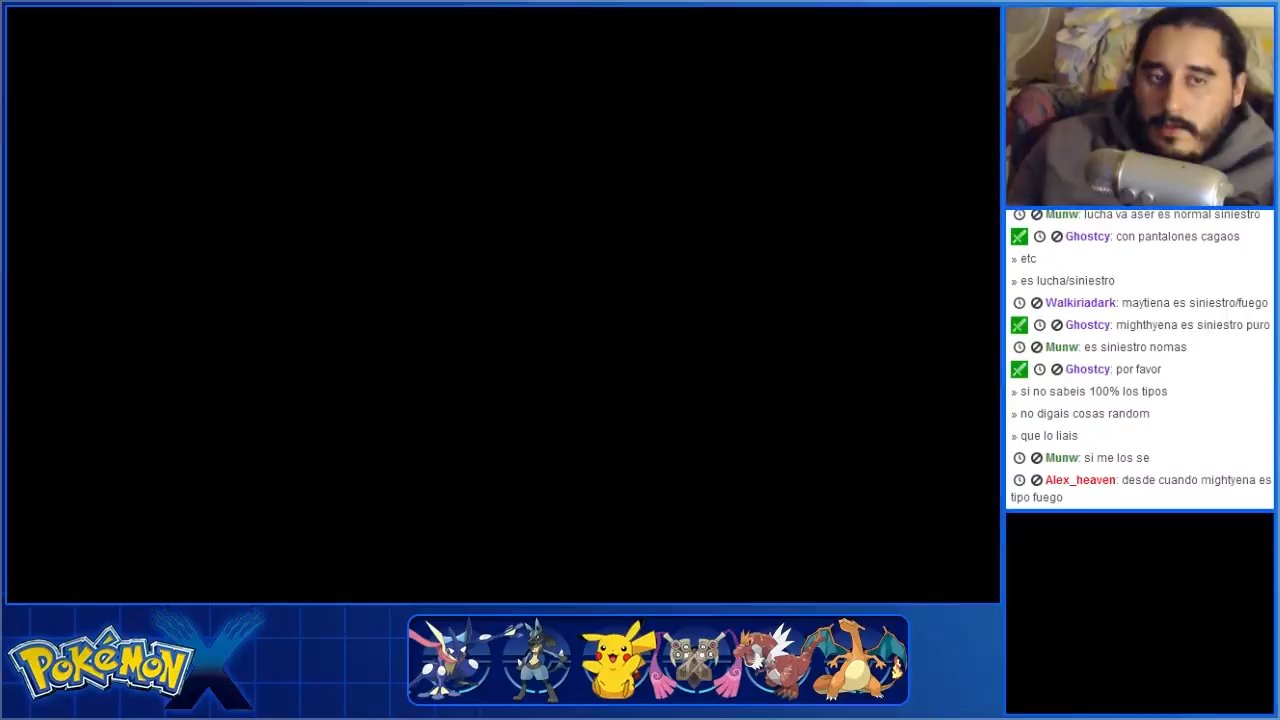 Munw: lucha va aser es normal siniestro
Ghostcy: con pantalones cagaos
» etc
» es lucha/siniestro
Walkiriadark: maytiena es siniestro/fuego
Ghostcy: mighthyena es siniestro puro
Munw: es siniestro nomas
Ghostcy: por favor
» si no sabeis 100% los tipos
» no digais cosas random
» que lo liais
Munw: si me los se
Alex_heaven: desde cuando mightyena es
tipo fuego
POKéMON X